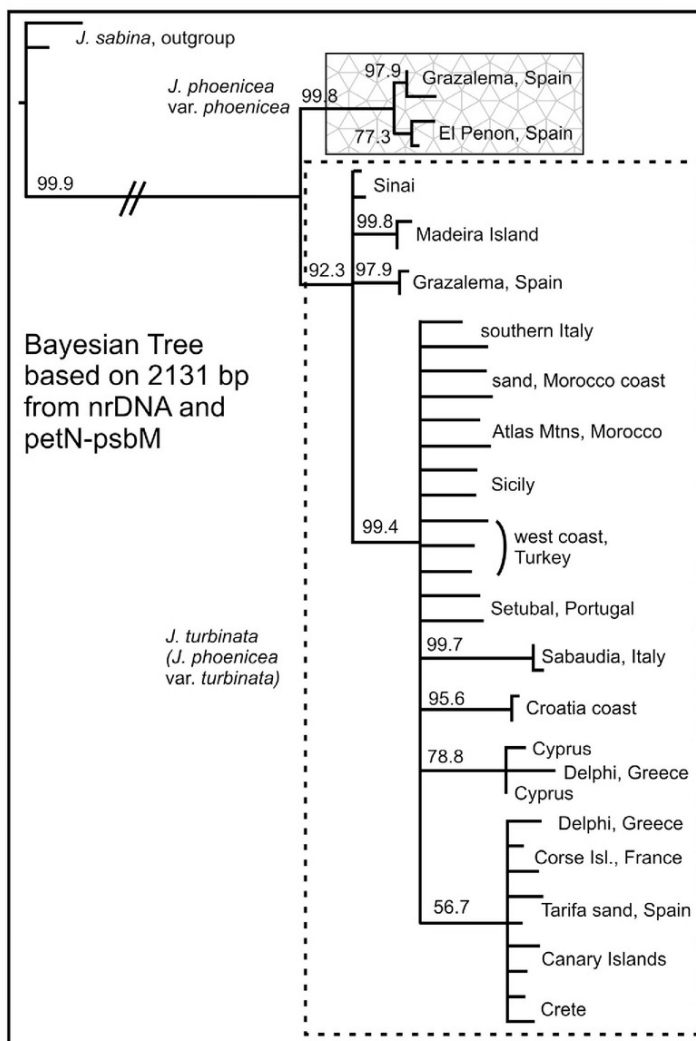 J. sabina, outgroup
J. phoenicea
var. phoenicea
99.8
97.9
Grazalema, Spain
77.3
El Penon, Spain
99.9
Sinai
99.8
Madeira Island
92.3
97.9
Grazalema, Spain
Bayesian Tree
based on 2131 bp
from nrDNA and
petN-psbM
southern Italy
sand, Morocco coast
Atlas Mtns, Morocco
Sicily
99.4
west coast,
Turkey
Setubal, Portugal
J. turbinata
(J. phoenicea
var. turbinata)
99.7
Sabaudia, Italy
95.6
Croatia coast
78.8
Cyprus
Delphi, Greece
Cyprus
Delphi, Greece
Corse Isl., France
56.7
Tarifa sand, Spain
Canary Islands
Crete